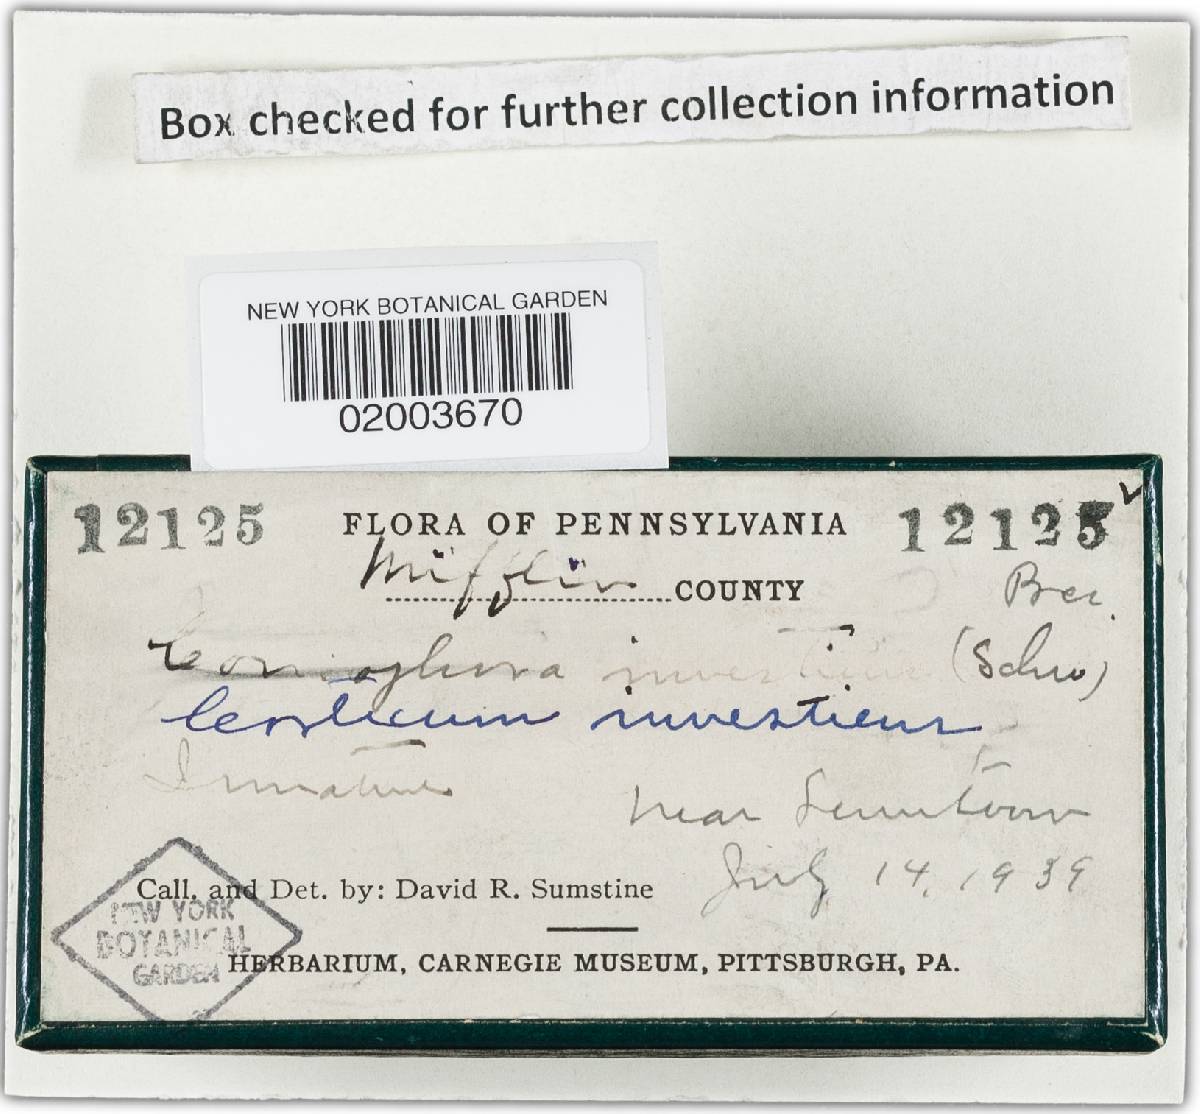 Box checked for further collection information
NEW YORK BOTANICAL GARDEN
02003670
12125 FLORA OF PENNSYLVANIA 12125
Mifflin COUNTY
Coniophora (Schw)
Corticium investiens
Immature
Near
July 14, 1939
Call. and Det. by: David R. Sumstine
NEW YORK
BOTANICAL
GARDEN
HERBARIUM, CARNEGIE MUSEUM, PITTSBURGH, PA.